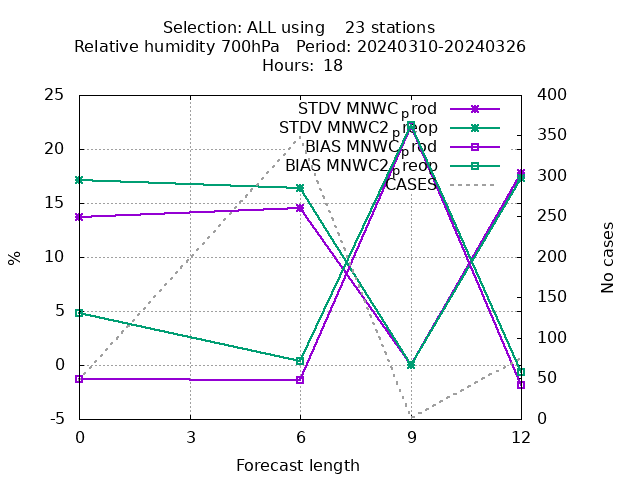 Selection: ALL using    23 stations
Relative humidity 700hPa   Period: 20240310-20240326
Hours: 18
STDV MNWC_prod
STDV MNWC2_preop
BIAS MNWC_prod
BIAS MNWC2_preop
CASES
25
20
15
10
5
0
-5
%
400
350
300
250
200
150
100
50
0
No cases
0 3 6 9 12
Forecast length